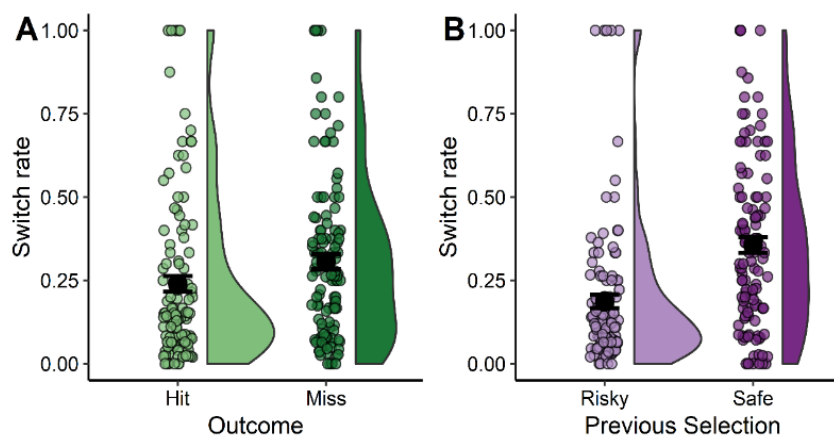 A
Switch rate
1.00
0.75
0.50
0.25
0.00
Hit
Miss
Outcome
B
Switch rate
1.00
0.75
0.50
0.25
0.00
Risky
Safe
Previous Selection